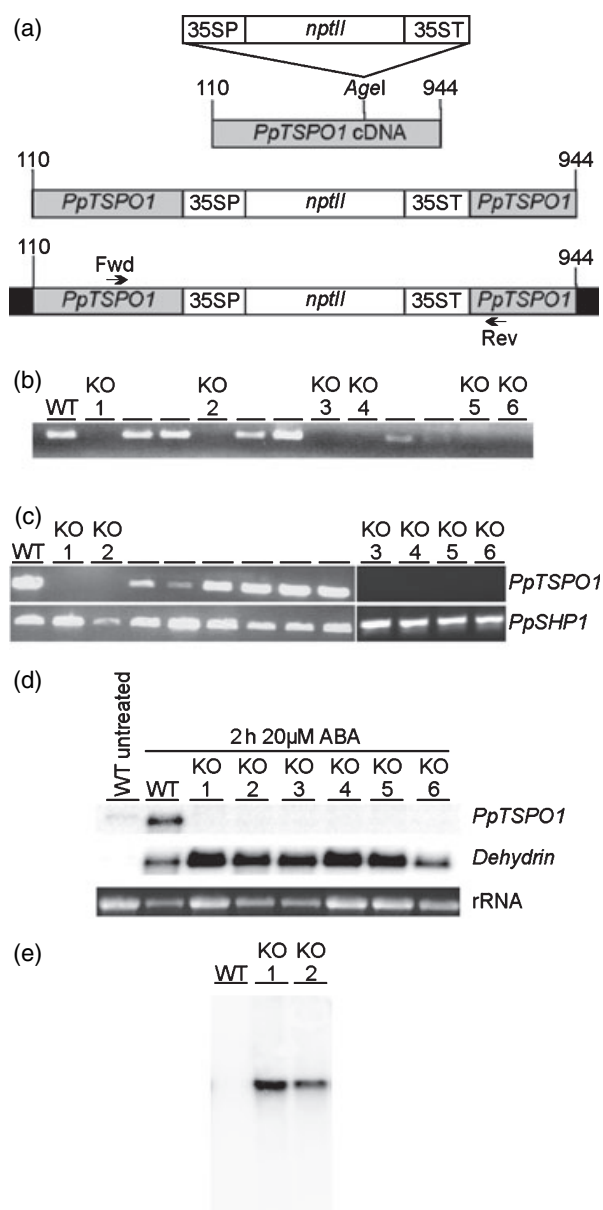 (a)
35SP nptII 35ST
110 AgeI 944
PpTSPO1 cDNA
110 944
PpTSPO1 35SP nptII 35ST PpTSPO1
110 944
Fwd
PpTSPO1 35SP nptII 35ST PpTSPO1
Rev
(b)
KO KO KO KO KO KO
WT 1 2 3 4 5 6
(c)
KO KO KO KO KO KO
WT 1 2 3 4 5 6
PpTSPO1
PpSHP1
(d)
WT untreated
2 h 20µM ABA
KO KO KO KO KO KO
WT 1 2 3 4 5 6
PpTSPO1
Dehydrin
rRNA
(e)
KO KO
WT 1 2